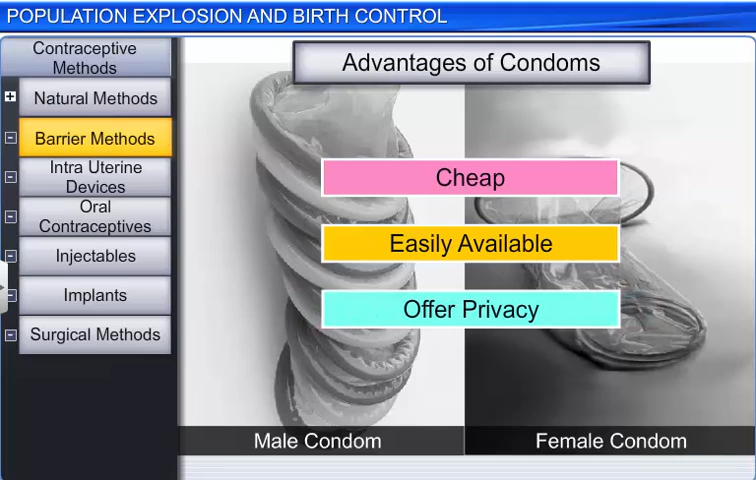 POPULATION EXPLOSION AND BIRTH CONTROL
Contraceptive
Methods
Natural Methods
Barrier Methods
Intra Uterine
Devices
Oral
Contraceptives
Injectables
Implants
Surgical Methods
Advantages of Condoms
Cheap
Easily Available
Offer Privacy
Male Condom
Female Condom